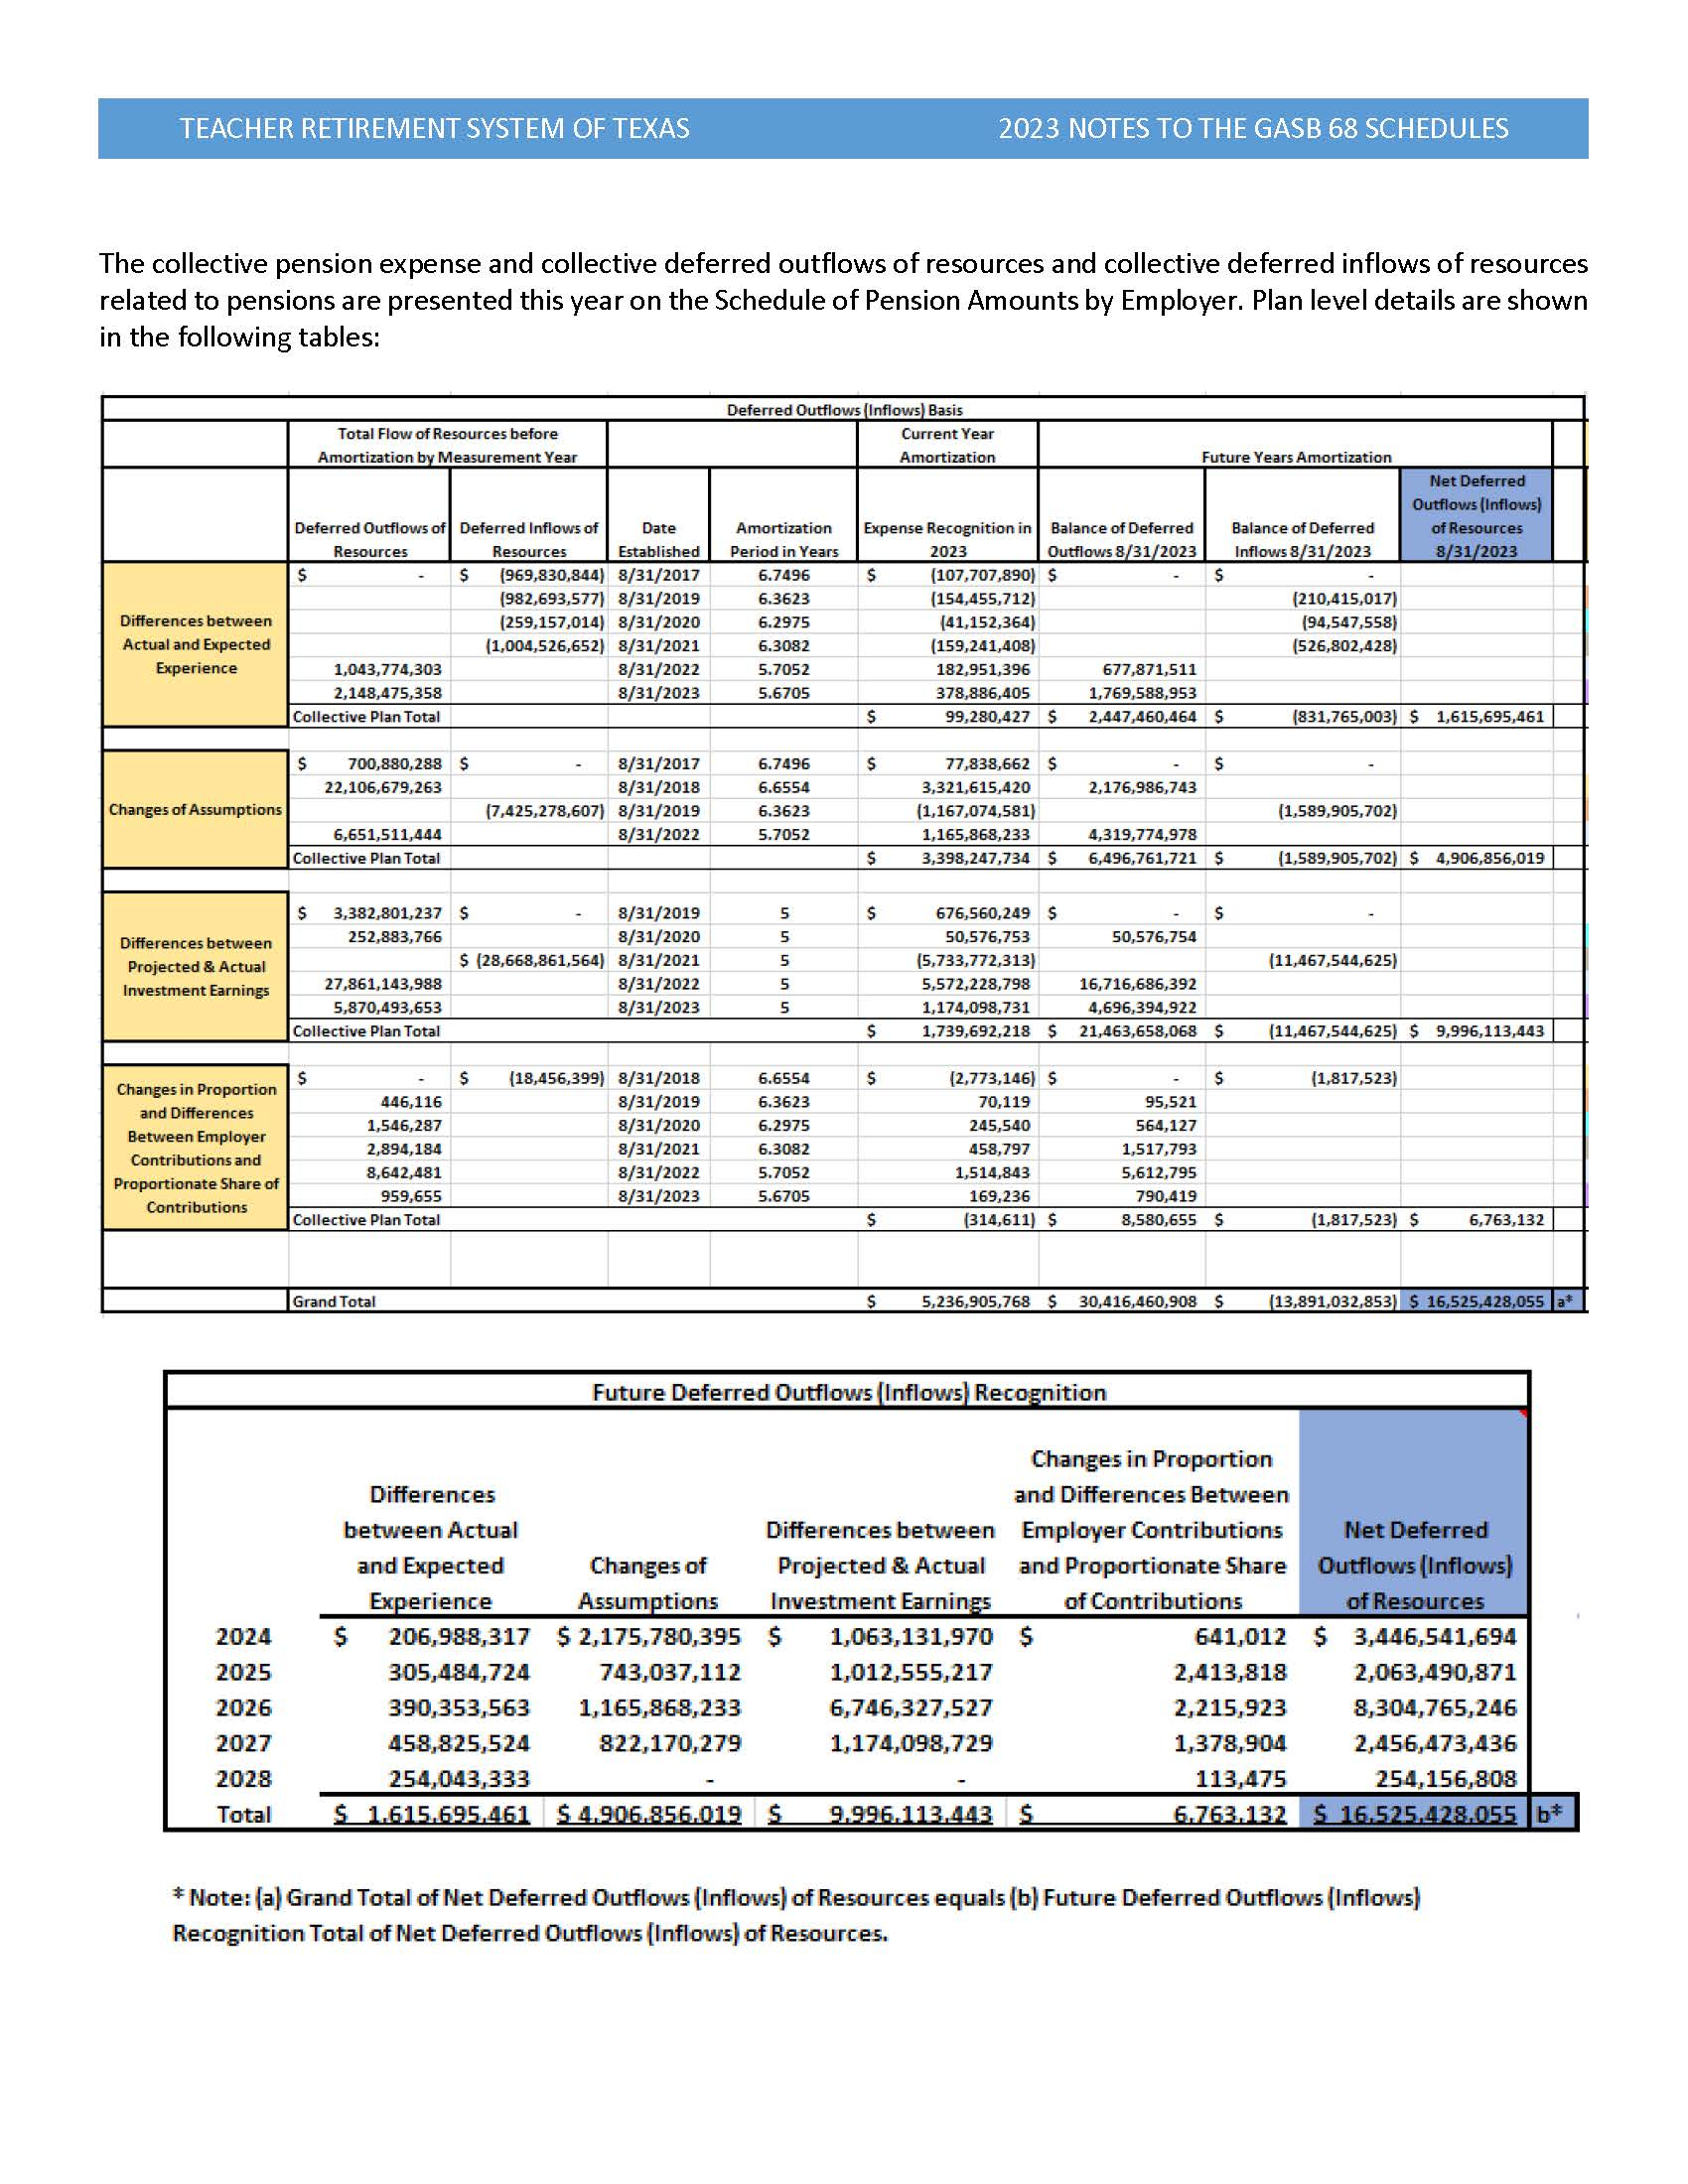 TEACHER RETIREMENT SYSTEM OF TEXAS 2023 NOTES TO THE GASB 68 SCHEDULES
The collective pension expense and collective deferred outflows of resources and collective deferred inflows of resources
related to pensions are presented this year on the Schedule of Pension Amounts by Employer. Plan level details are shown
in the following tables:
Deferred Outflows (Inflows) Basis
Total Flow of Resources before Amortization by Measurement Year
Current Year Amortization
Future Years Amortization
Deferred Outflows of Resources
Deferred Inflows of Resources
Date Established
Amortization Period in Years
Expense Recognition in 2023
Balance of Deferred Outflows 8/31/2023
Balance of Deferred Inflows 8/31/2023
Net Deferred Outflows (Inflows) of Resources 8/31/2023
Differences between Actual and Expected Experience
$ - $ (969,830,844) 8/31/2017 6.7496 $ (107,707,890) $ - $ -
(982,693,577) 8/31/2019 6.3623 (154,455,712) (210,415,017)
(259,157,014) 8/31/2020 6.2975 (41,152,364) (94,547,558)
(1,004,526,652) 8/31/2021 6.3082 (159,241,408) (526,802,428)
1,043,774,303 8/31/2022 5.7052 182,951,396 677,871,511
2,148,475,358 8/31/2023 5.6705 378,886,405 1,769,588,953
Collective Plan Total $ 99,280,427 $ 2,447,460,464 $ (831,765,003) $ 1,615,695,461
Changes of Assumptions
$ 700,880,288 $ - 8/31/2017 6.7496 $ 77,838,662 $ - $ -
22,106,679,263 8/31/2018 6.6554 3,321,615,420 2,176,986,743
(7,425,278,607) 8/31/2019 6.3623 (1,167,074,581) (1,589,905,702)
6,651,511,444 8/31/2022 5.7052 1,165,868,233 4,319,774,978
Collective Plan Total $ 3,398,247,734 $ 6,496,761,721 $ (1,589,905,702) $ 4,906,856,019
Differences between Projected & Actual Investment Earnings
$ 3,382,801,237 $ - 8/31/2019 5 $ 676,560,249 $ - $ -
252,883,766 8/31/2020 5 50,576,753 50,576,754
$ (28,668,861,564) 8/31/2021 5 (5,733,772,313) (11,467,544,625)
27,861,143,988 8/31/2022 5 5,572,228,798 16,716,686,392
5,870,493,653 8/31/2023 5 1,174,098,731 4,696,394,922
Collective Plan Total $ 1,739,692,218 $ 21,463,658,068 $ (11,467,544,625) $ 9,996,113,443
Changes in Proportion and Differences Between Employer Contributions and Proportionate Share of Contributions
$ - $ (18,456,399) 8/31/2018 6.6554 $ (2,773,146) $ - $ (1,817,523)
446,116 8/31/2019 6.3623 70,119 95,521
1,546,287 8/31/2020 6.2975 245,540 564,127
2,894,184 8/31/2021 6.3082 458,797 1,517,793
8,642,481 8/31/2022 5.7052 1,514,843 5,612,795
959,655 8/31/2023 5.6705 169,236 790,419
Collective Plan Total $ (314,611) $ 8,580,655 $ (1,817,523) $ 6,763,132
Grand Total $ 5,236,905,768 $ 30,416,460,908 $ (13,891,032,853) $ 16,525,428,055 a*
Future Deferred Outflows (Inflows) Recognition
Differences between Actual and Expected Experience
Changes of Assumptions
Differences between Projected & Actual Investment Earnings
Changes in Proportion and Differences Between Employer Contributions and Proportionate Share of Contributions
Net Deferred Outflows (Inflows) of Resources
2024 $ 206,988,317 $ 2,175,780,395 $ 1,063,131,970 $ 641,012 $ 3,446,541,694
2025 305,484,724 743,037,112 1,012,555,217 2,413,818 2,063,490,871
2026 390,353,563 1,165,868,233 6,746,327,527 2,215,923 8,304,765,246
2027 458,825,524 822,170,279 1,174,098,729 1,378,904 2,456,473,436
2028 254,043,333 - - 113,475 254,156,808
Total $ 1,615,695,461 $ 4,906,856,019 $ 9,996,113,443 $ 6,763,132 $ 16,525,428,055 b*
* Note: (a) Grand Total of Net Deferred Outflows (Inflows) of Resources equals (b) Future Deferred Outflows (Inflows)
Recognition Total of Net Deferred Outflows (Inflows) of Resources.